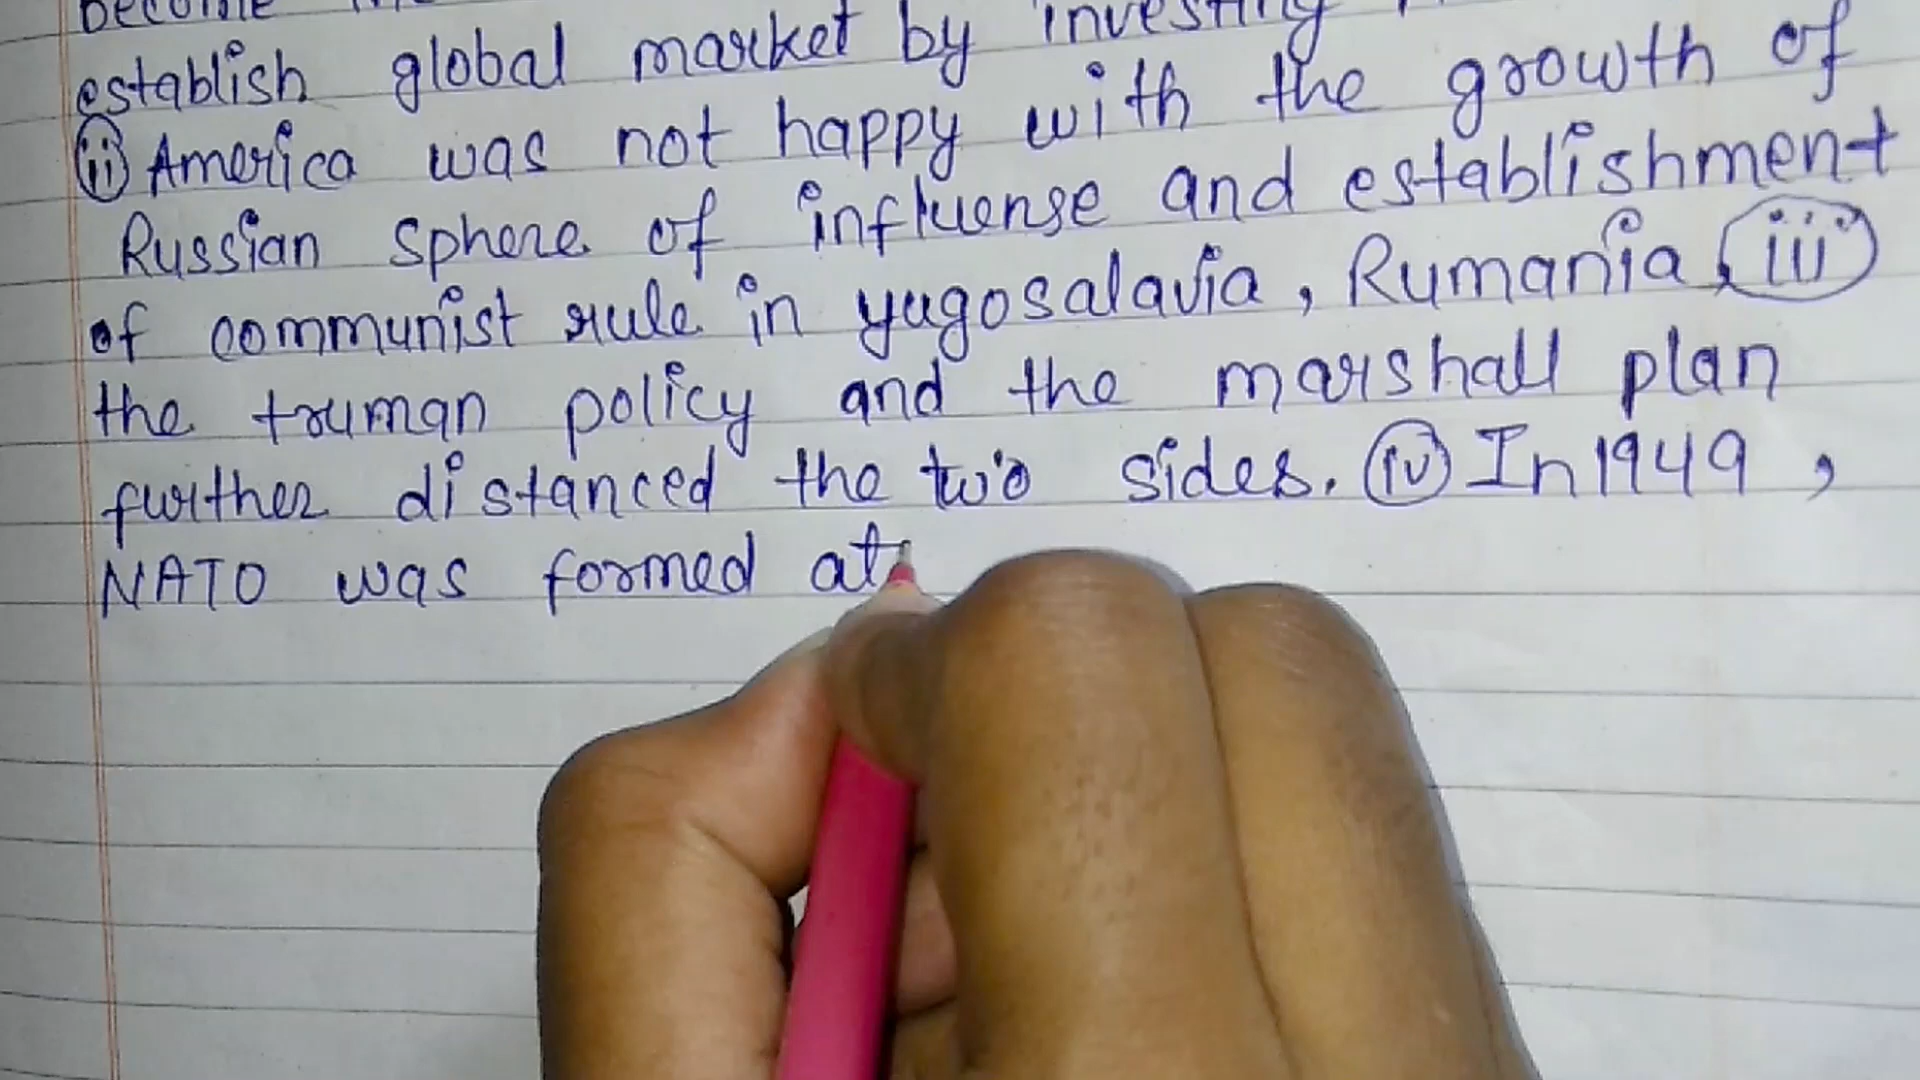 become
establish global market by investing
(ii) America was not happy with the growth of
Russian sphere of influense and establishment
of communist rule in yugosalavia, Rumania, (iii)
the truman policy and the marshall plan
further distanced the two sides. (iv) In 1949,
NATO was formed at